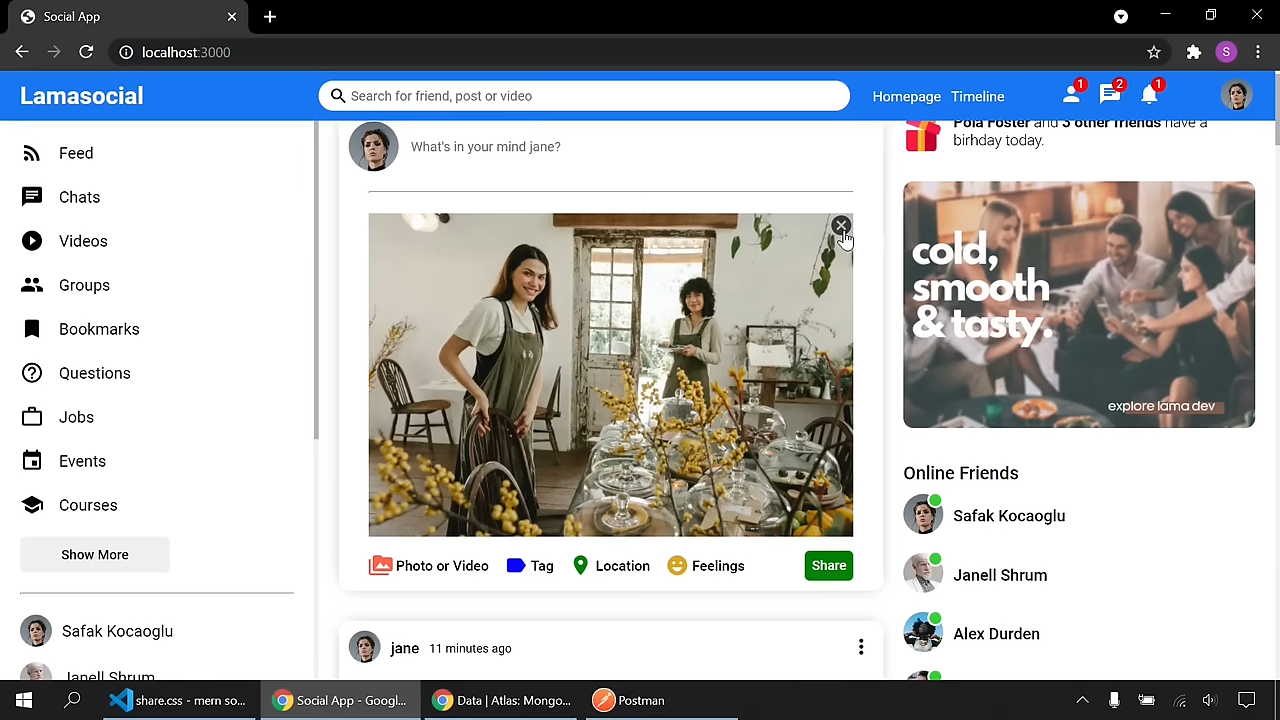 Social App
localhost:3000
S
Lamasocial
Search for friend, post or video
Homepage Timeline
1
2
1
Pola Foster and 3 other friends have a
birhday today.
Feed
Chats
Videos
Groups
Bookmarks
Questions
Jobs
Events
Courses
Show More
Safak Kocaoglu
Janell Shrum
What's in your mind jane?
Photo or Video
Tag
Location
Feelings
Share
jane 11 minutes ago
cold,
smooth
& tasty.
explore lama dev
Online Friends
Safak Kocaoglu
Janell Shrum
Alex Durden
share.css - mern so...
Social App - Googl...
Data | Atlas: Mongo...
Postman